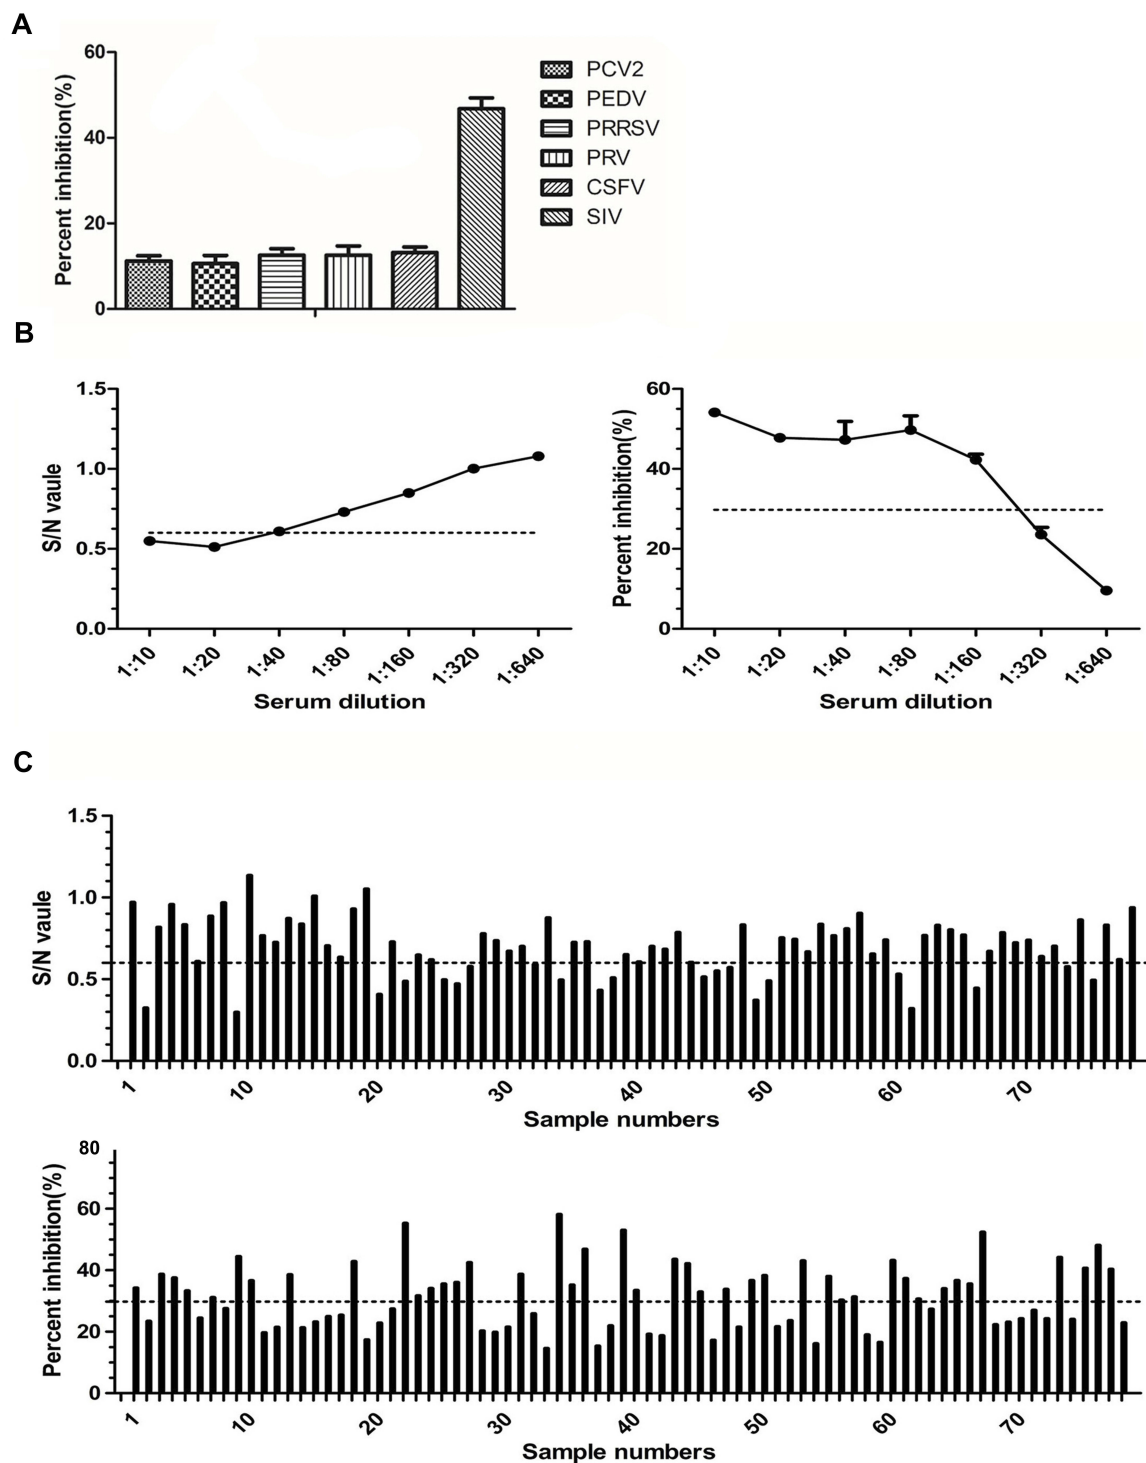 A
Percent inhibition(%)
60
40
20
0
PCV2
PEDV
PRRSV
PRV
CSFV
SIV
B
S/N vaule
1.5
1.0
0.5
0.0
1:10
1:20
1:40
1:80
1:160
1:320
1:640
Serum dilution
Percent inhibition(%)
60
40
20
0
1:10
1:20
1:40
1:80
1:160
1:320
1:640
Serum dilution
C
S/N vaule
1.5
1.0
0.5
0.0
1
10
20
30
40
50
60
70
Sample numbers
Percent inhibition(%)
80
60
40
20
0
1
10
20
30
40
50
60
70
Sample numbers